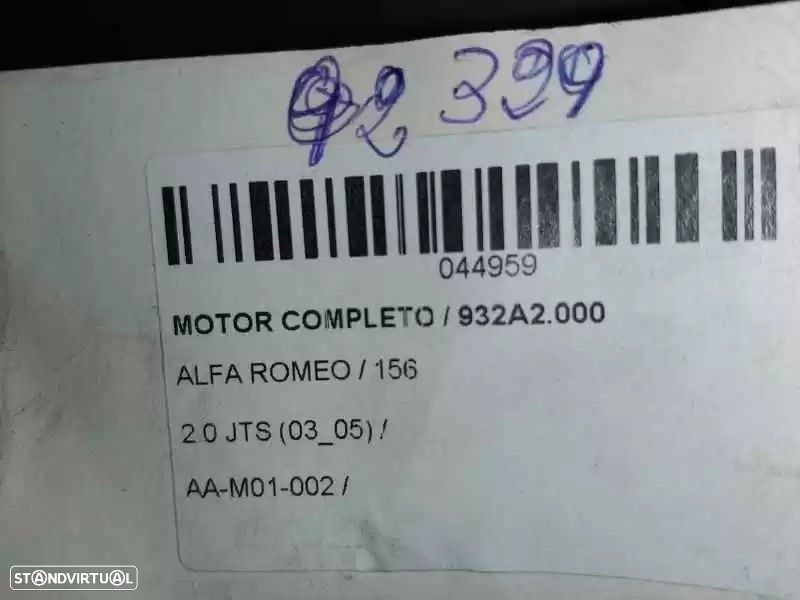 92 399
044959
MOTOR COMPLETO / 932A2.000
ALFA ROMEO / 156
2.0 JTS (03_05) /
AA-M01-002 /
STANDVIRTUAL